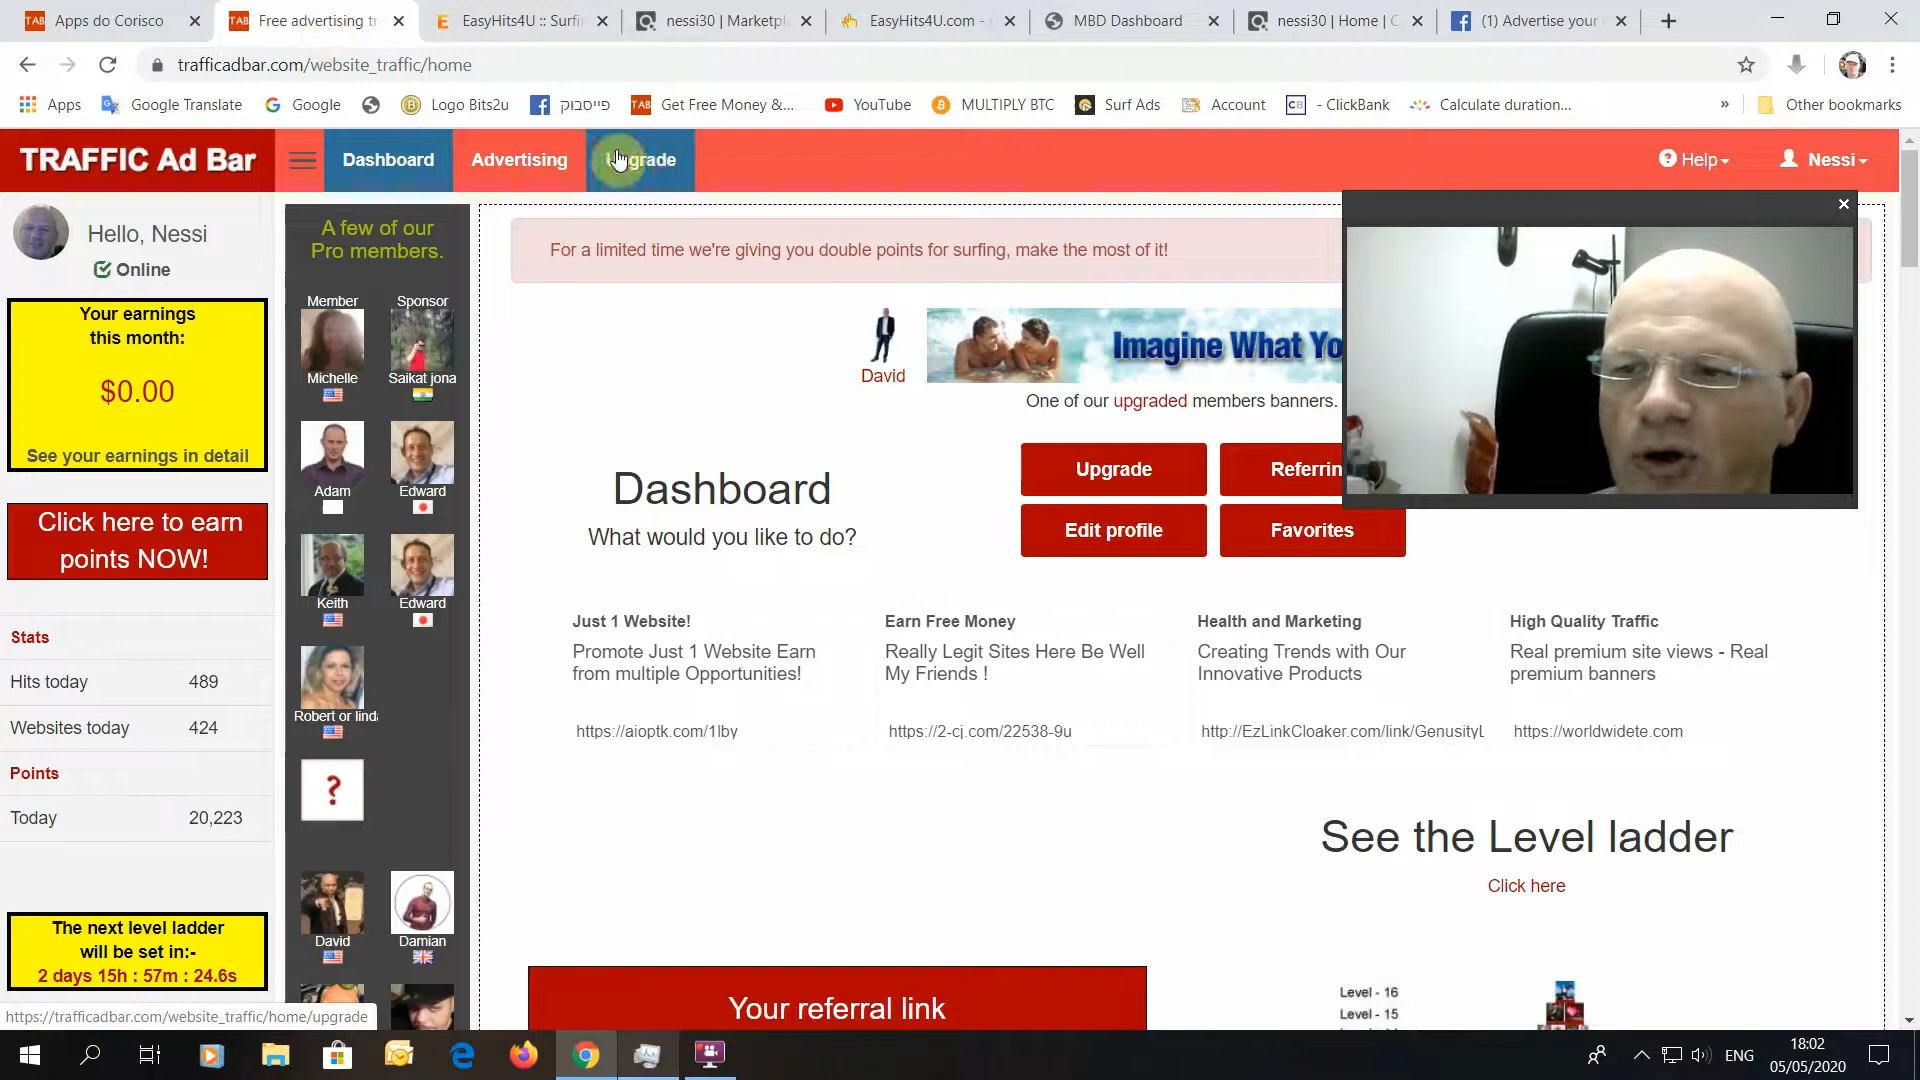 Apps do Corisco
Free advertising tr
EasyHits4U :: Surfi
nessi30 | Marketpl
EasyHits4U.com -
MBD Dashboard
nessi30 | Home | C
(1) Advertise your
trafficadbar.com/website_traffic/home
Apps
Google Translate
Google
Logo Bits2u
פייסבוק
TAB
Get Free Money &...
YouTube
MULTIPLY BTC
Surf Ads
Account
CB
- ClickBank
Calculate duration...
»
Other bookmarks
TRAFFIC Ad Bar
Dashboard
Advertising
Upgrade
Help
Nessi
Hello, Nessi
Online
Your earnings
this month:
$0.00
See your earnings in detail
Click here to earn
points NOW!
Stats
Hits today 489
Websites today 424
Points
Today 20,223
The next level ladder
will be set in:-
2 days 15h : 57m : 24.6s
https://trafficadbar.com/website_traffic/home/upgrade
A few of our
Pro members.
Member Sponsor
Michelle Saikat jona
Adam Edward
Keith Edward
Robert or linda
?
David Damian
For a limited time we're giving you double points for surfing, make the most of it!
David
Imagine What Yo
One of our upgraded members banners.
Dashboard
What would you like to do?
Upgrade
Referrin
Edit profile
Favorites
Just 1 Website!
Promote Just 1 Website Earn
from multiple Opportunities!
https://aioptk.com/1lby
Earn Free Money
Really Legit Sites Here Be Well
My Friends !
https://2-cj.com/22538-9u
Health and Marketing
Creating Trends with Our
Innovative Products
http://EzLinkCloaker.com/link/GenusityL
High Quality Traffic
Real premium site views - Real
premium banners
https://worldwidete.com
See the Level ladder
Click here
Your referral link
Level - 16
Level - 15
ENG
18:02
05/05/2020